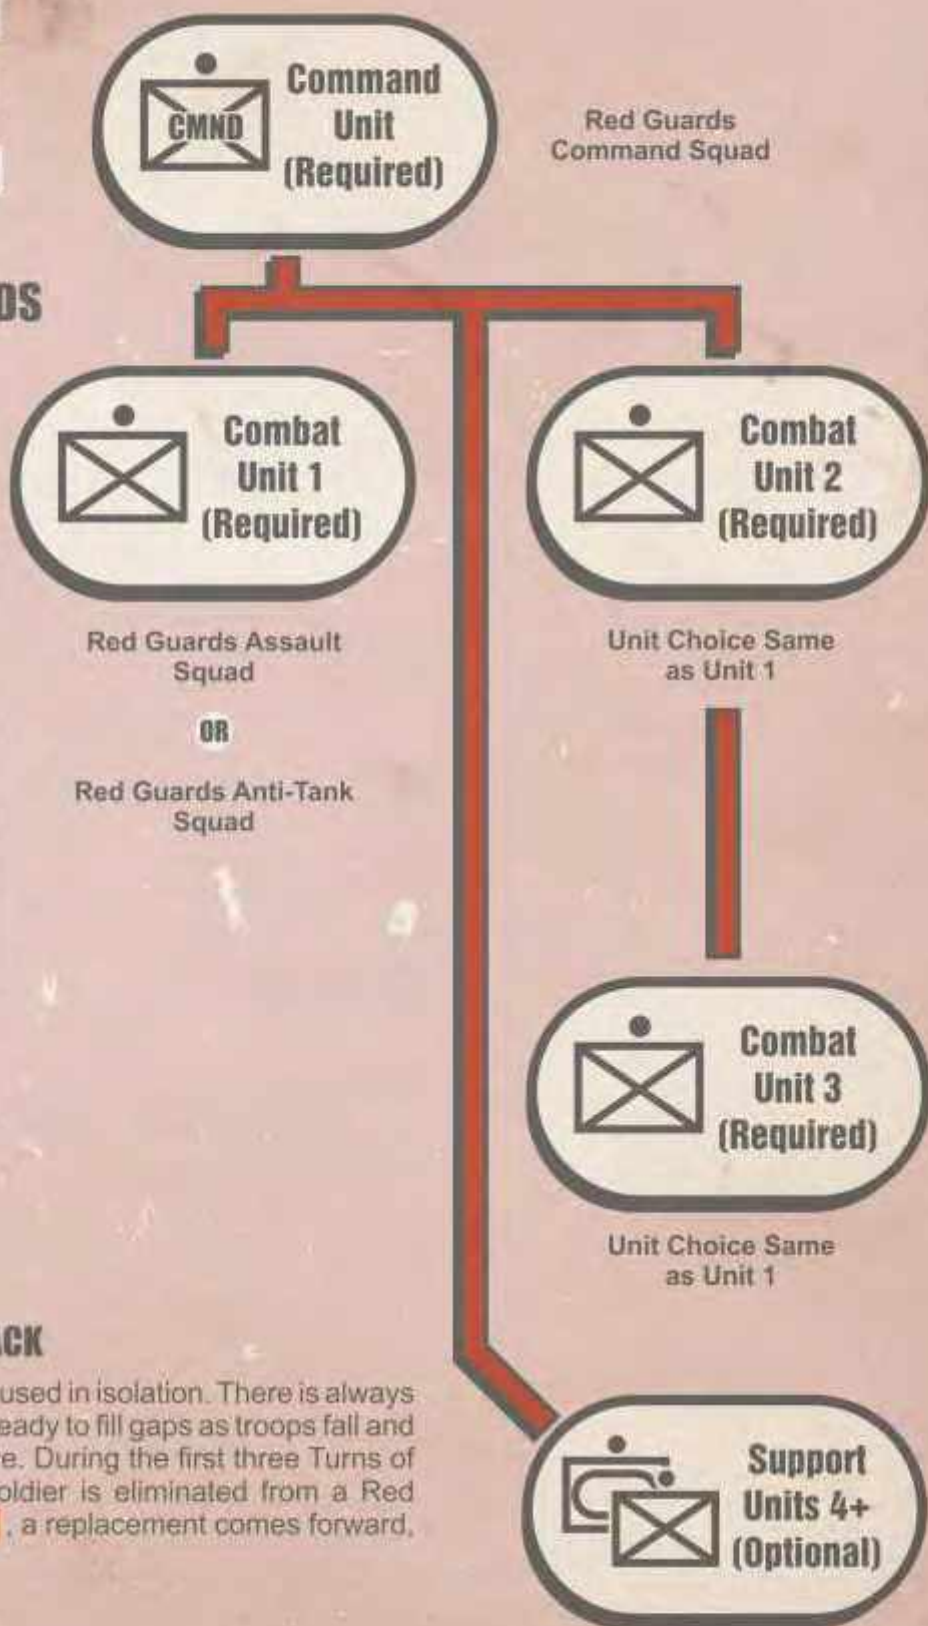 CMND
Command
Unit
(Required)
Red Guards
Command Squad
DS
Combat
Unit 1
(Required)
Combat
Unit 2
(Required)
Red Guards Assault
Squad
OR
Red Guards Anti-Tank
Squad
Unit Choice Same
as Unit 1
Combat
Unit 3
(Required)
Unit Choice Same
as Unit 1
ACK
used in isolation. There is always
eady to fill gaps as troops fall and
e. During the first three Turns of
oldier is eliminated from a Red
, a replacement comes forward,
Support
Units 4+
(Optional)